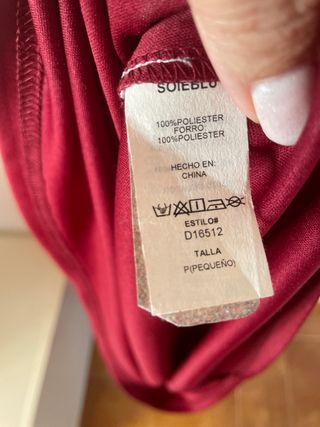 SOIEBLU
100%POLIESTER
FORRO:
100%POLIESTER
HECHO EN:
CHINA
ESTILO#
D16512
TALLA
P(PEQUEÑO)